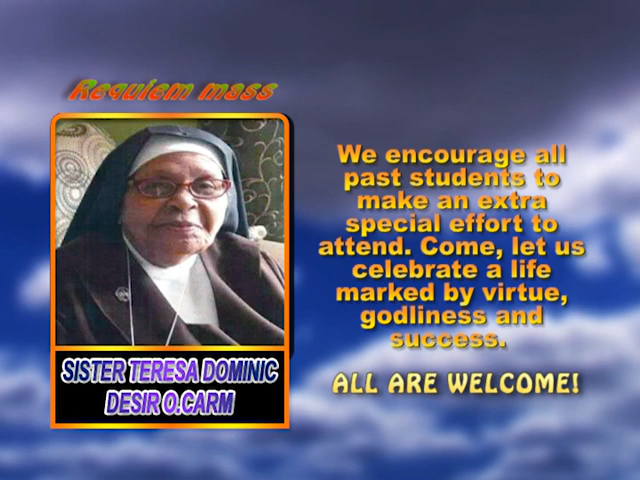 Requiem mass
SISTER TERESA DOMINIC
DESIR O.CARM
We encourage all
past students to
make an extra
special effort to
attend. Come, let us
celebrate a life
marked by virtue,
godliness and
success.
ALL ARE WELCOME!